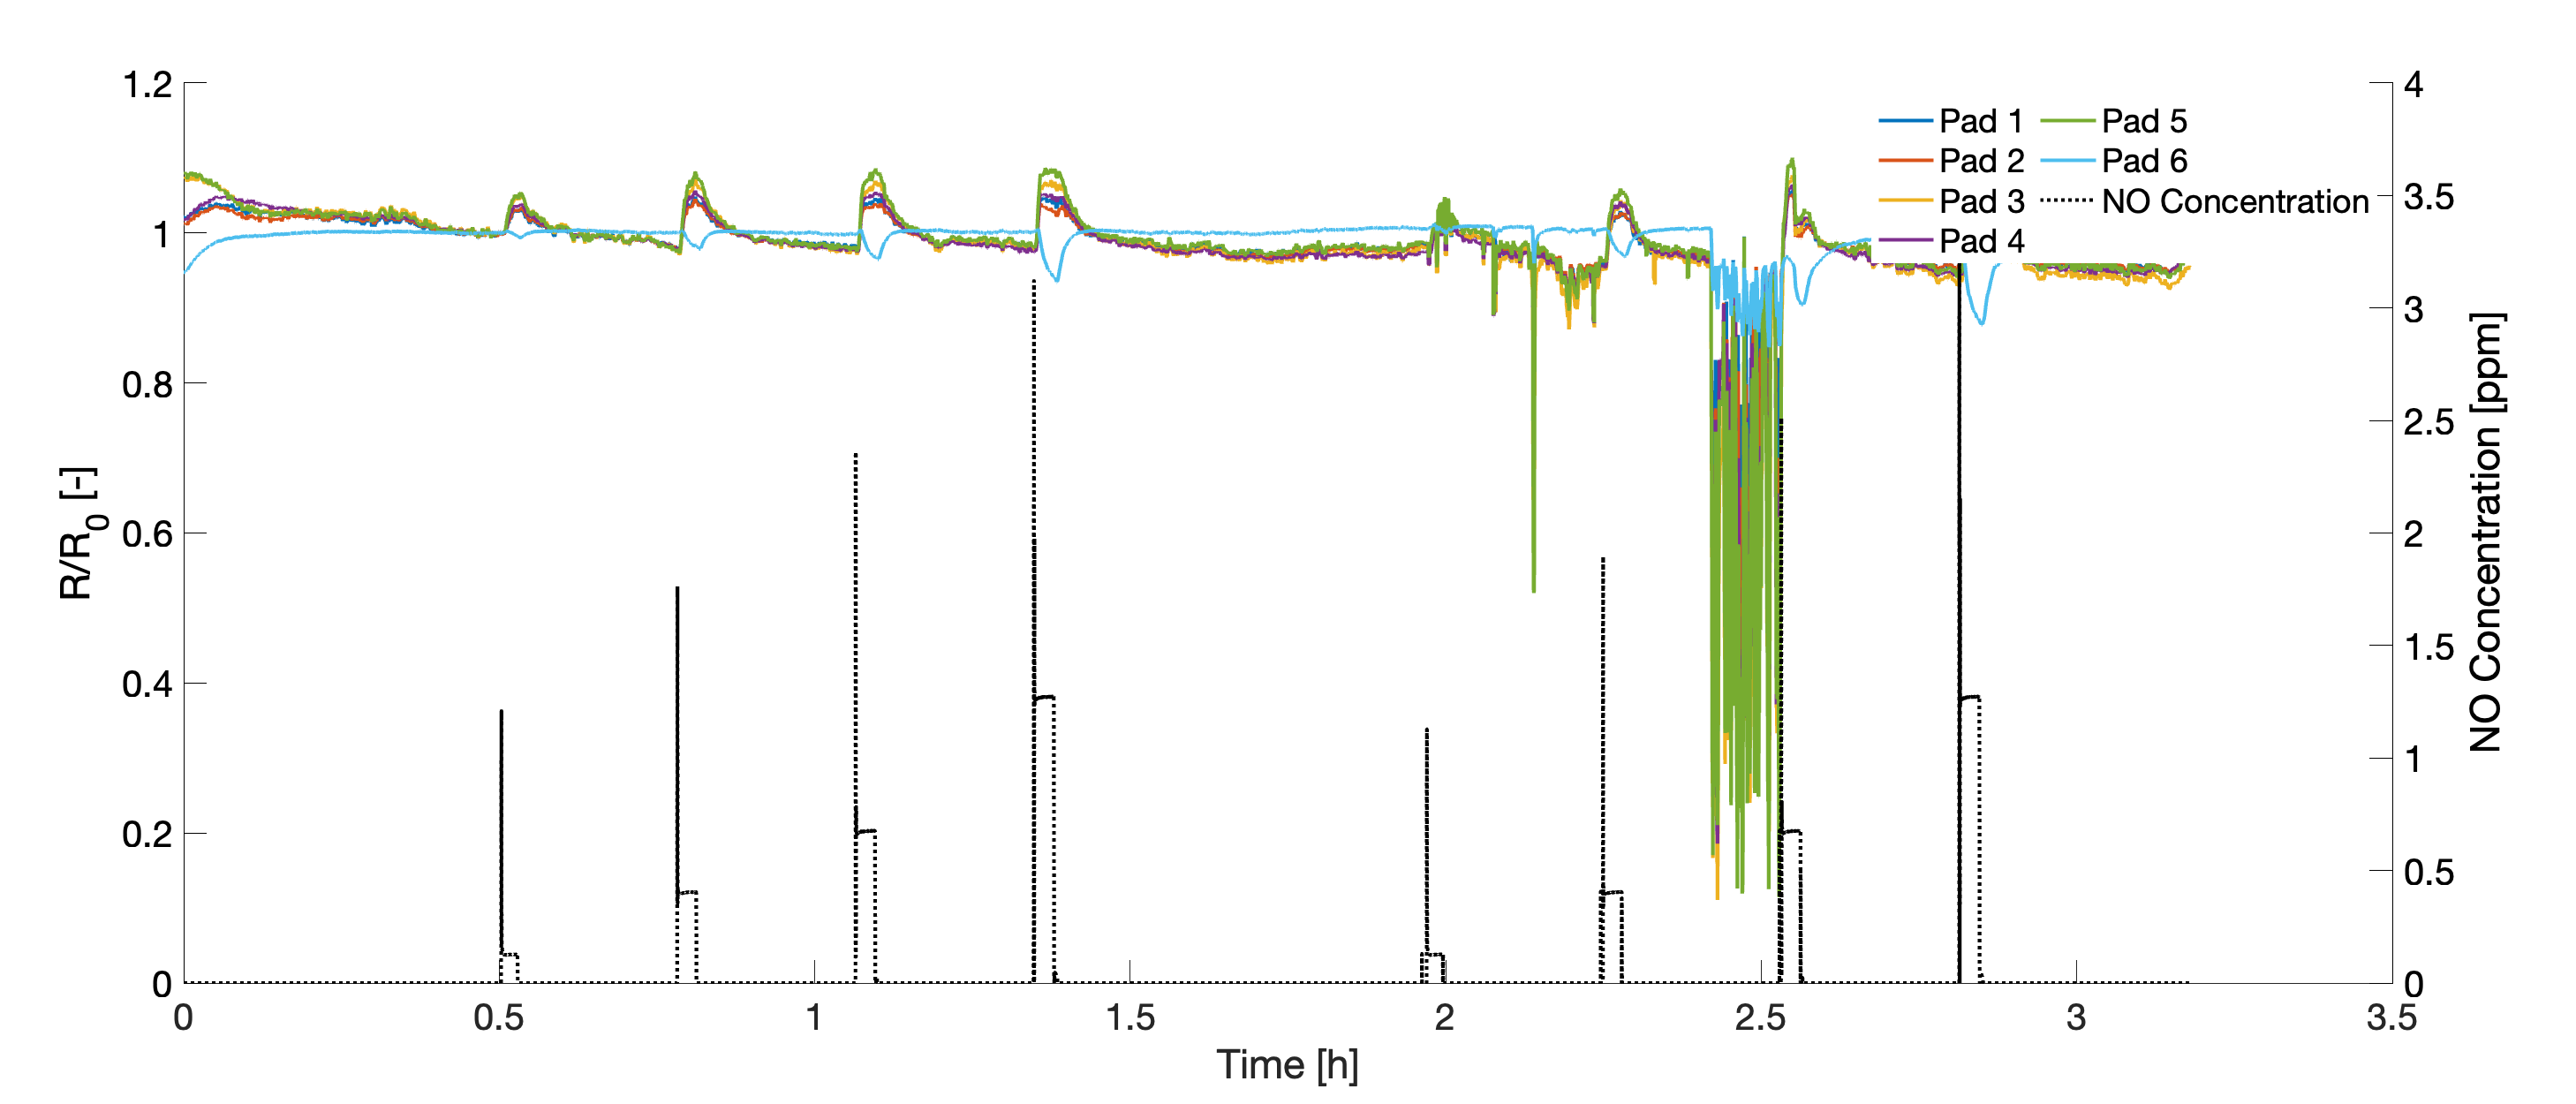 1.2
1
0.8
0.6
0.4
0.2
0
R/R0 [-]
4
3.5
3
2.5
2
1.5
1
0.5
0
NO Concentration [ppm]
Pad 1
Pad 2
Pad 3
Pad 4
Pad 5
Pad 6
NO Concentration
0 0.5 1 1.5 2 2.5 3 3.5
Time [h]